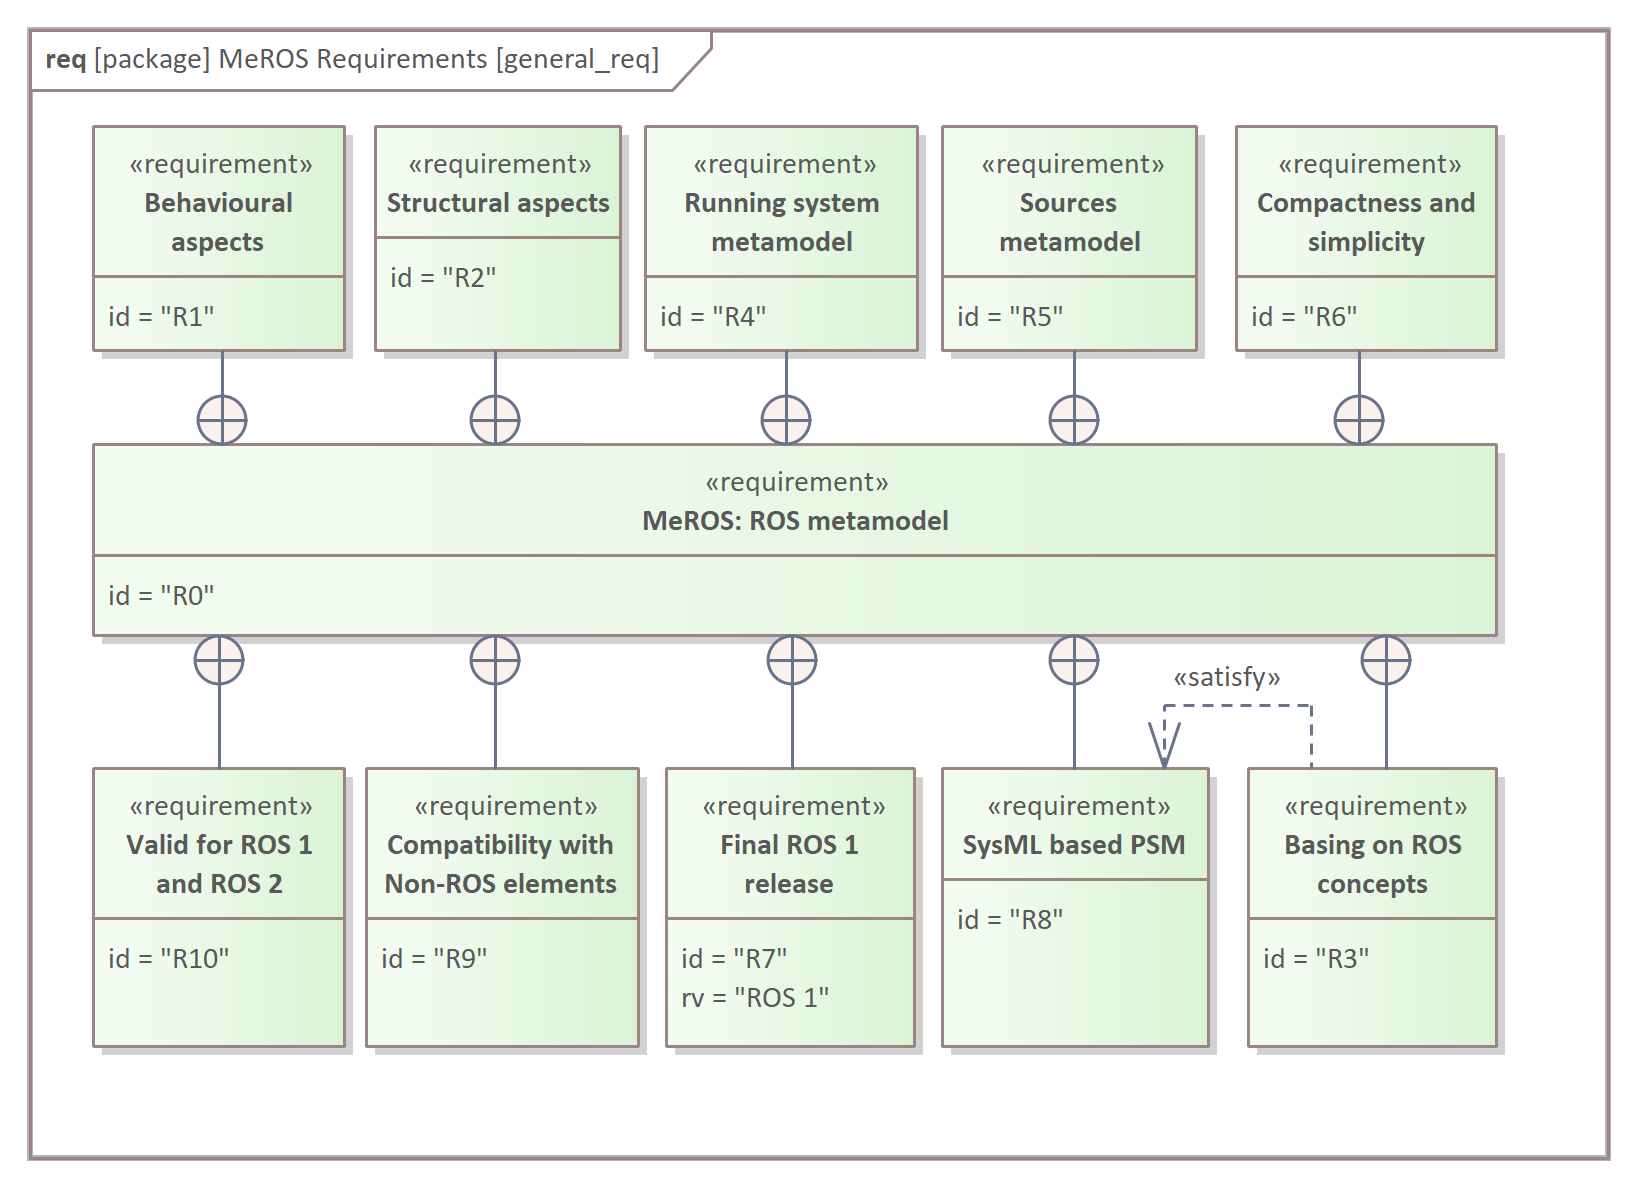 req [package] MeROS Requirements [general_req]
«requirement»
Behavioural
aspects
id = "R1"
«requirement»
Structural aspects
id = "R2"
«requirement»
Running system
metamodel
id = "R4"
«requirement»
Sources
metamodel
id = "R5"
«requirement»
Compactness and
simplicity
id = "R6"
«requirement»
MeROS: ROS metamodel
id = "R0"
«satisfy»
«requirement»
Valid for ROS 1
and ROS 2
id = "R10"
«requirement»
Compatibility with
Non-ROS elements
id = "R9"
«requirement»
Final ROS 1
release
id = "R7"
rv = "ROS 1"
«requirement»
SysML based PSM
id = "R8"
«requirement»
Basing on ROS
concepts
id = "R3"